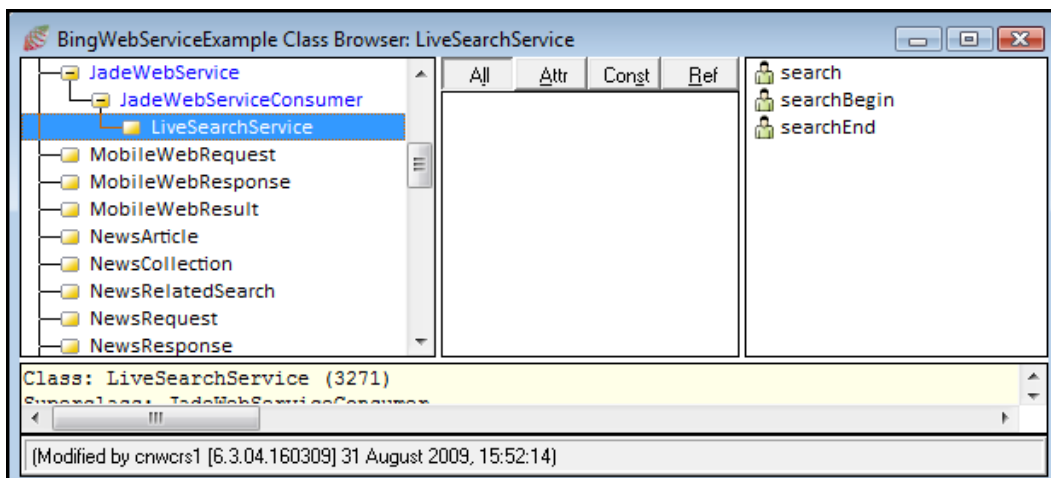 BingWebServiceExample Class Browser: LiveSearchService
JadeWebService
JadeWebServiceConsumer
LiveSearchService
MobileWebRequest
MobileWebResponse
MobileWebResult
NewsArticle
NewsCollection
NewsRelatedSearch
NewsRequest
NewsResponse
All Attr Const Ref
search
searchBegin
searchEnd
Class: LiveSearchService (3271)
Superclass: JadeWebServiceConsumer
(Modified by cnwcrs1 [6.3.04.160309] 31 August 2009, 15:52:14)